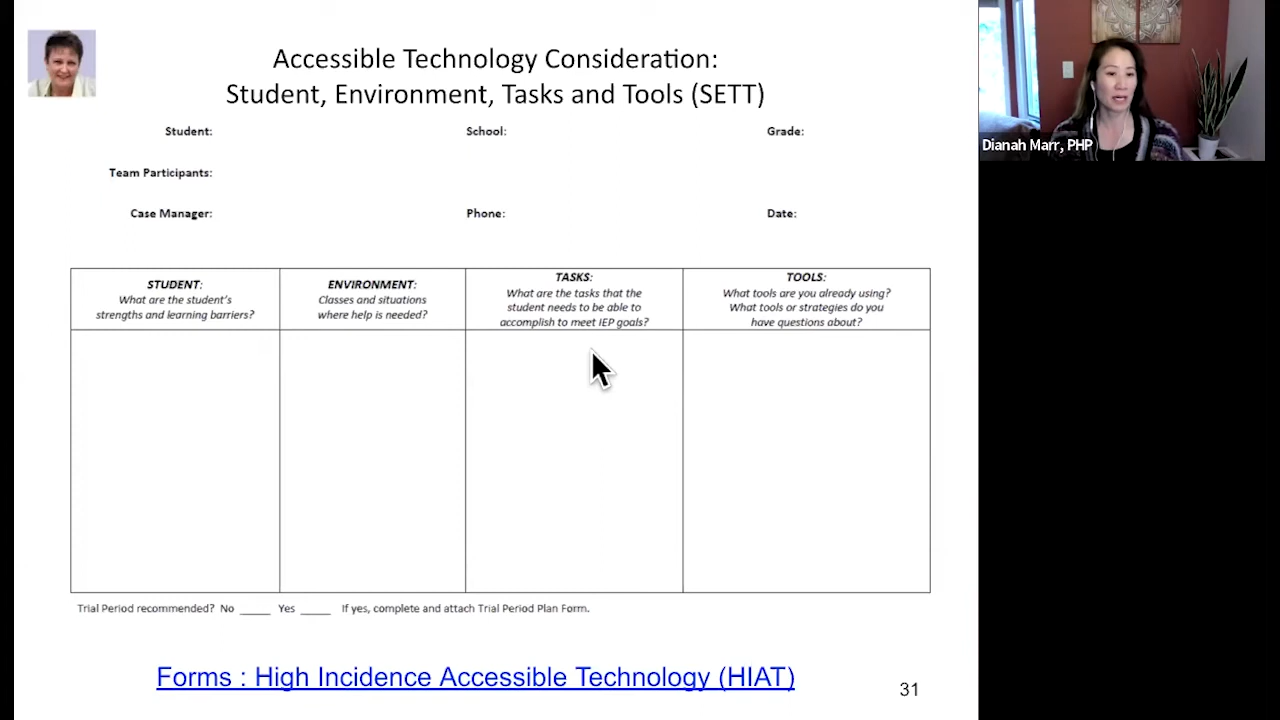 Accessible Technology Consideration:
Student, Environment, Tasks and Tools (SETT)
Student:
School:
Grade:
Team Participants:
Case Manager:
Phone:
Date:
STUDENT:
What are the student's
strengths and learning barriers?
ENVIRONMENT:
Classes and situations
where help is needed?
TASKS:
What are the tasks that the
student needs to be able to
accomplish to meet IEP goals?
TOOLS:
What tools are you already using?
What tools or strategies do you
have questions about?
Trial Period recommended? No _____ Yes _____ If yes, complete and attach Trial Period Plan Form.
Forms : High Incidence Accessible Technology (HIAT)
31
Dianah Marr, PHP